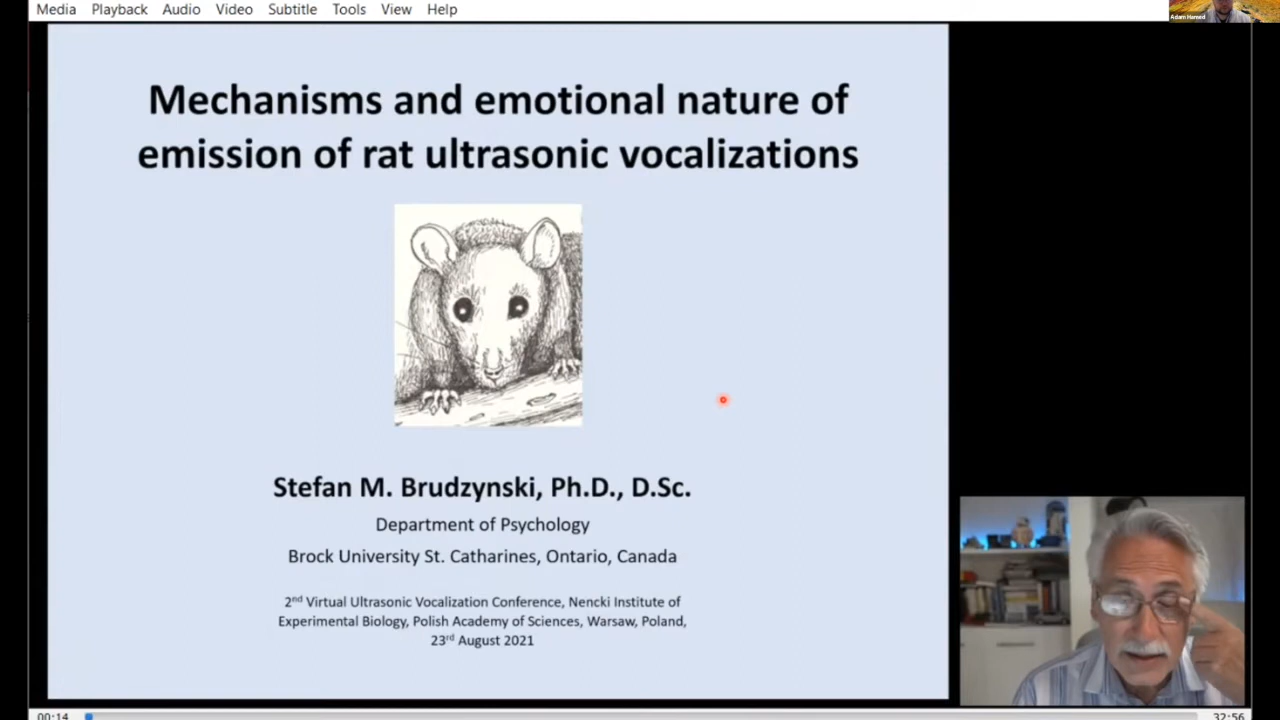 Media Playback Audio Video Subtitle Tools View Help
Adam Hamed
Mechanisms and emotional nature of
emission of rat ultrasonic vocalizations
Stefan M. Brudzynski, Ph.D., D.Sc.
Department of Psychology
Brock University St. Catharines, Ontario, Canada
2nd Virtual Ultrasonic Vocalization Conference, Nencki Institute of
Experimental Biology, Polish Academy of Sciences, Warsaw, Poland,
23rd August 2021
00:14 32:56